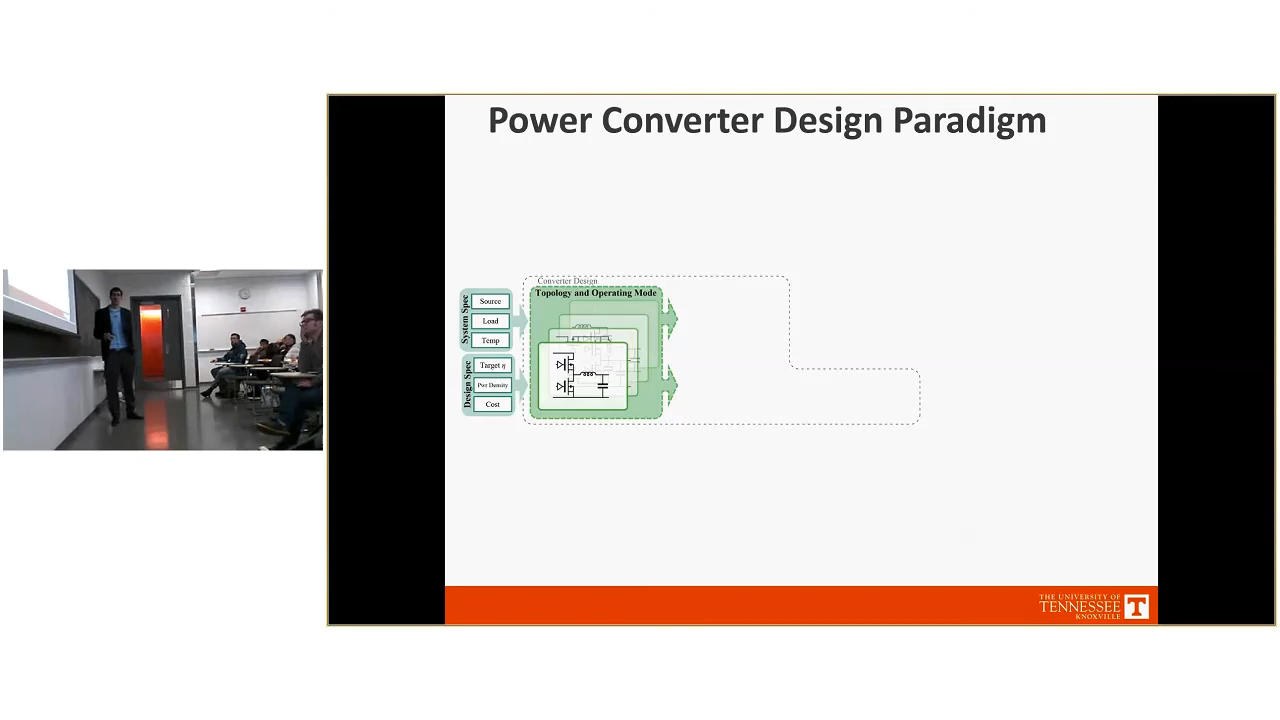 Power Converter Design Paradigm
Converter Design
Topology and Operating Mode
System Spec
Source
Load
Temp
Design Spec
Target η
Pwr Density
Cost
THE UNIVERSITY OF
TENNESSEE
KNOXVILLE
T